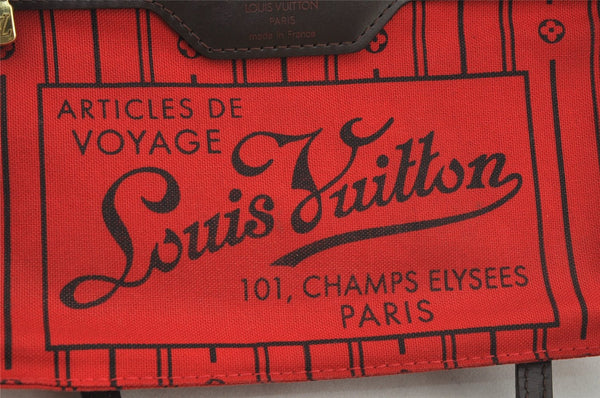 LOUIS VUITTON
PARIS
made in France
ARTICLES DE
VOYAGE
Louis Vuitton
101, CHAMPS ELYSEES
PARIS